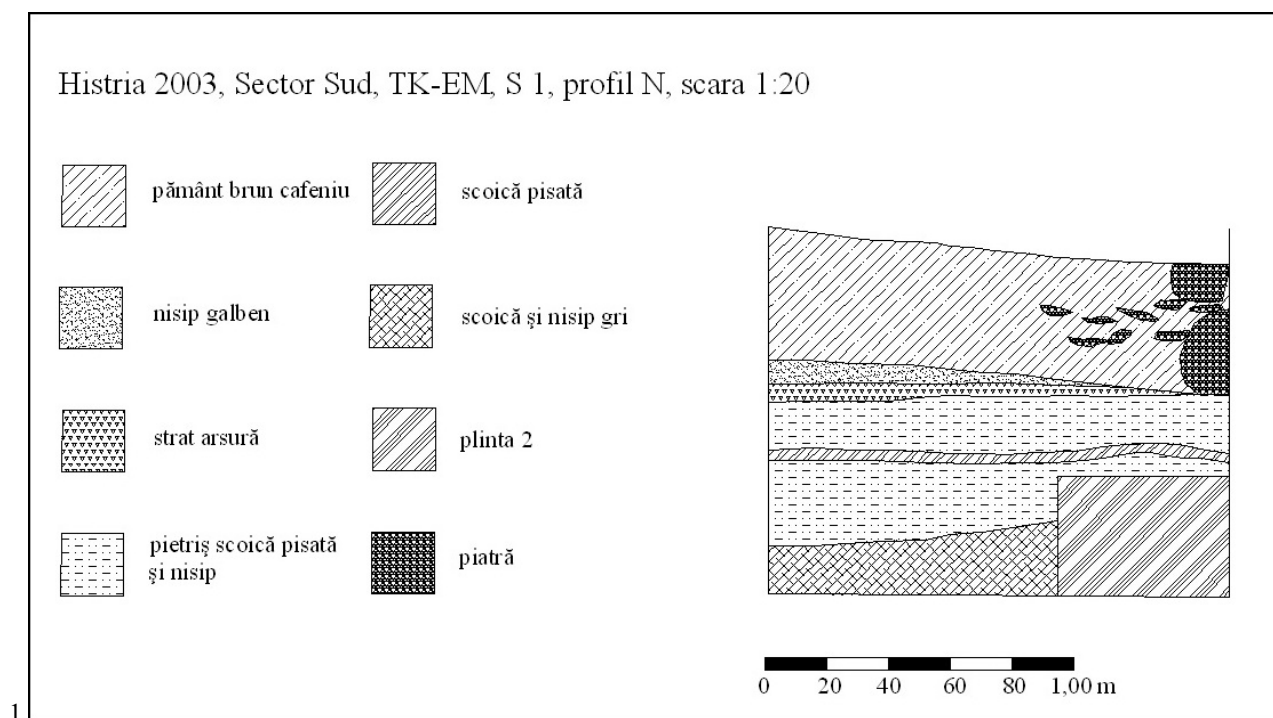 Histria 2003, Sector Sud, TK-EM, S 1, profil N, scara 1:20
pământ brun cafeniu
scoică pisată
nisip galben
scoică şi nisip gri
strat arsură
plinta 2
pietriş scoică pisată
şi nisip
piatră
0 20 40 60 80 1,00 m
1